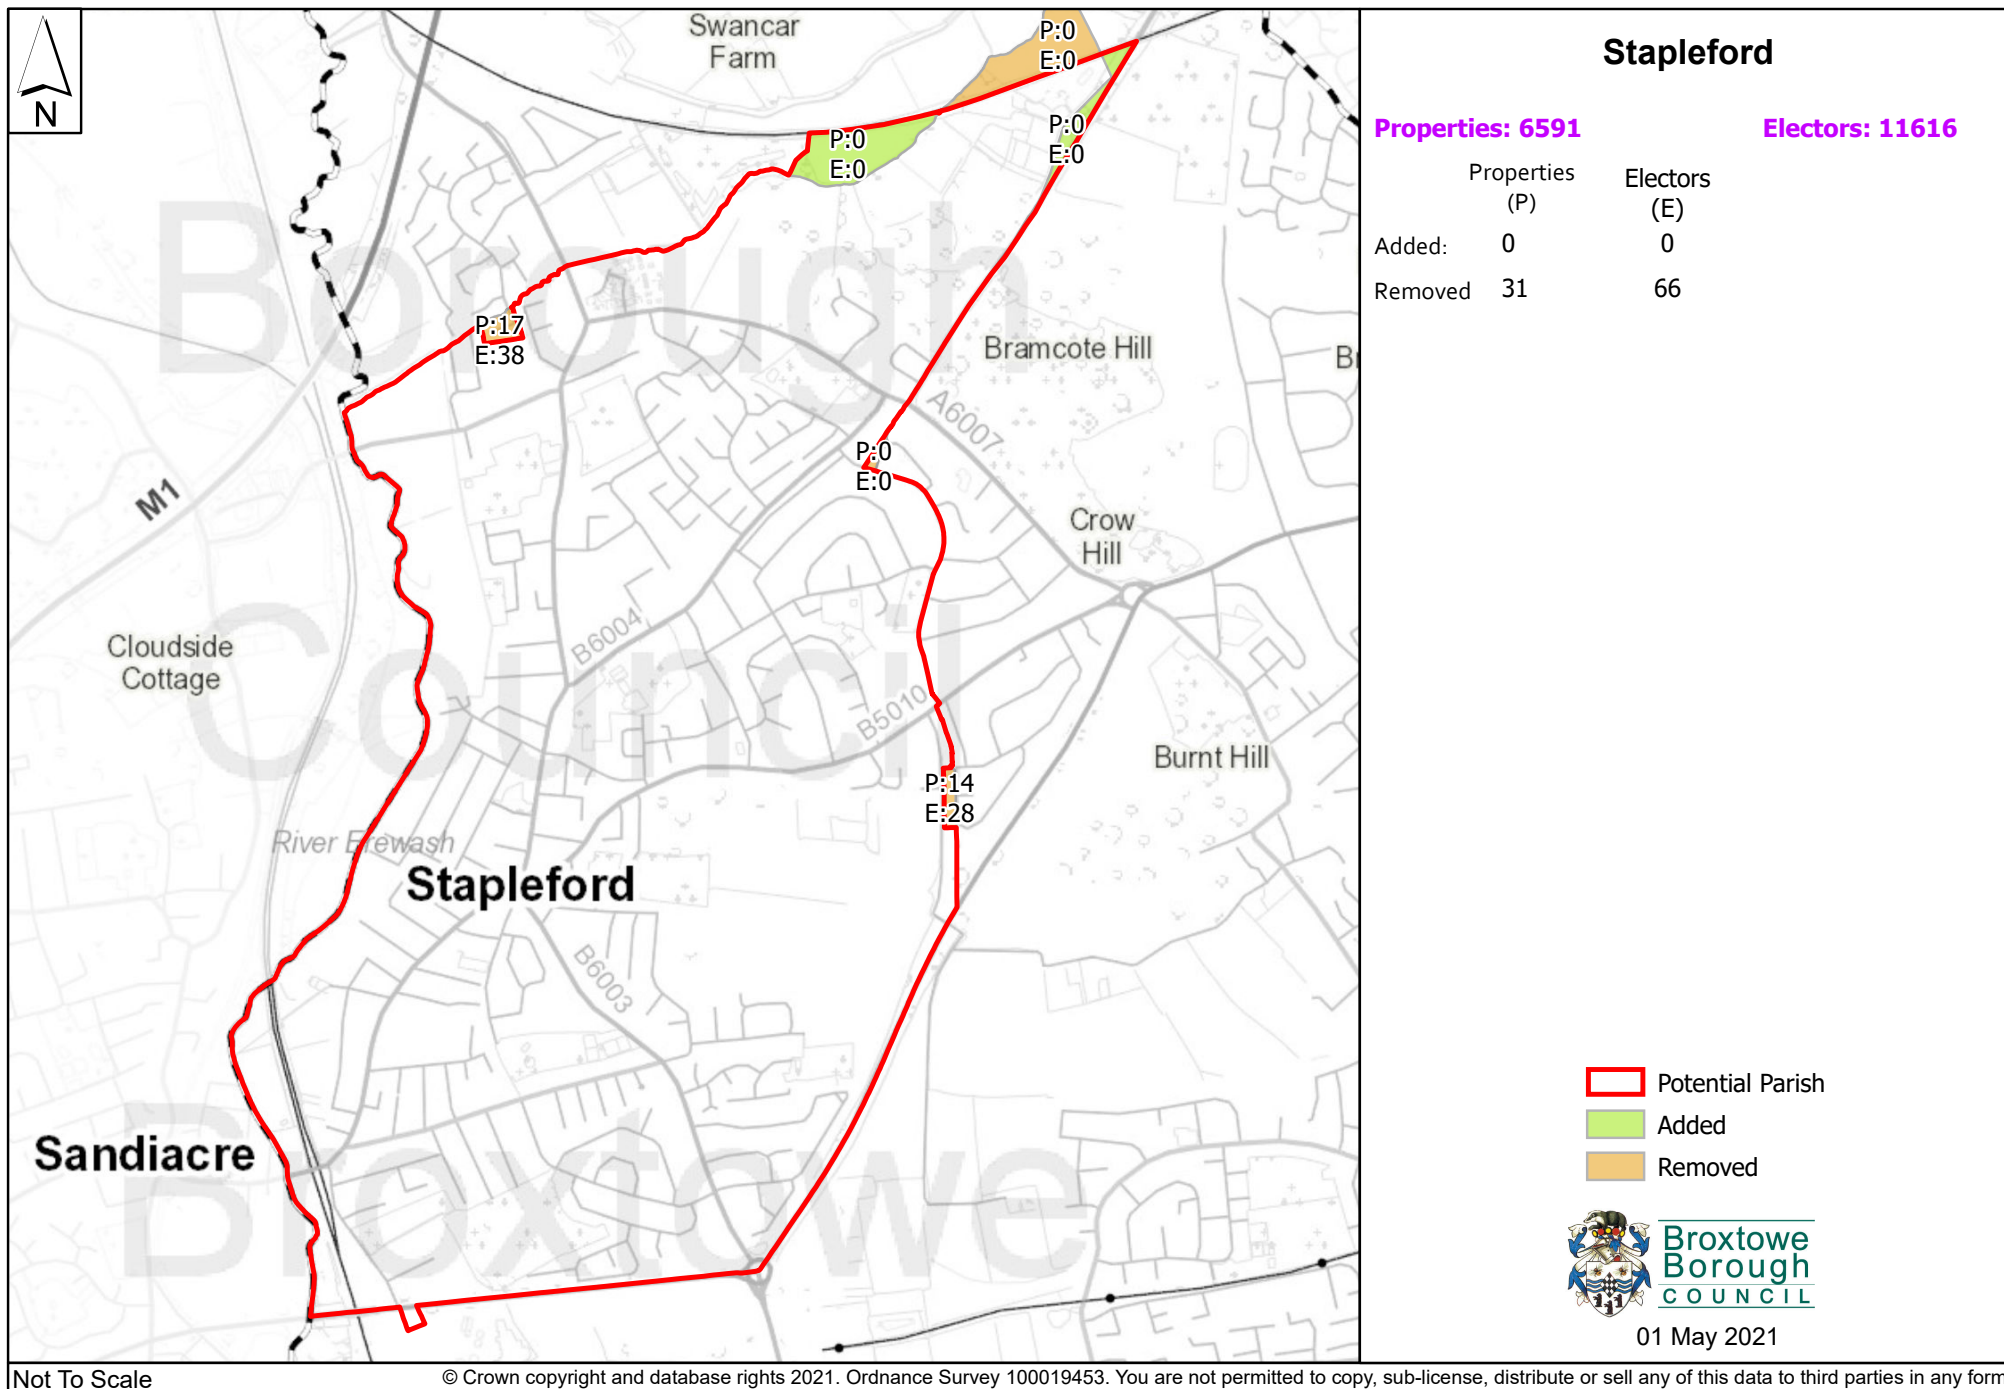 N
Swancar
Farm
P:0
E:0
P:0
E:0
P:0
E:0
P:17
E:38
Bramcote Hill
A6007
P:0
E:0
M1
Crow
Hill
Cloudside
Cottage
B6004
B5010
Burnt Hill
P:14
E:28
River Erewash
Stapleford
B6003
Sandiacre
Borough
Council
Broxtowe
Stapleford
Properties: 6591 Electors: 11616
Properties
(P)
Electors
(E)
Added: 0 0
Removed 31 66
Potential Parish
Added
Removed
Broxtowe
Borough
COUNCIL
01 May 2021
Not To Scale
© Crown copyright and database rights 2021. Ordnance Survey 100019453. You are not permitted to copy, sub-license, distribute or sell any of this data to third parties in any form